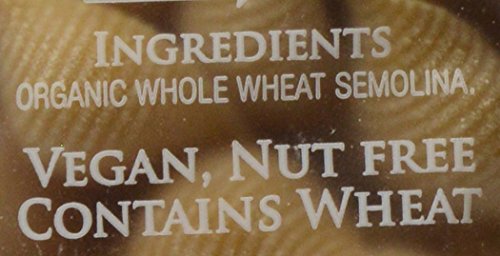 INGREDIENTS
ORGANIC WHOLE WHEAT SEMOLINA.
VEGAN, NUT FREE
CONTAINS WHEAT